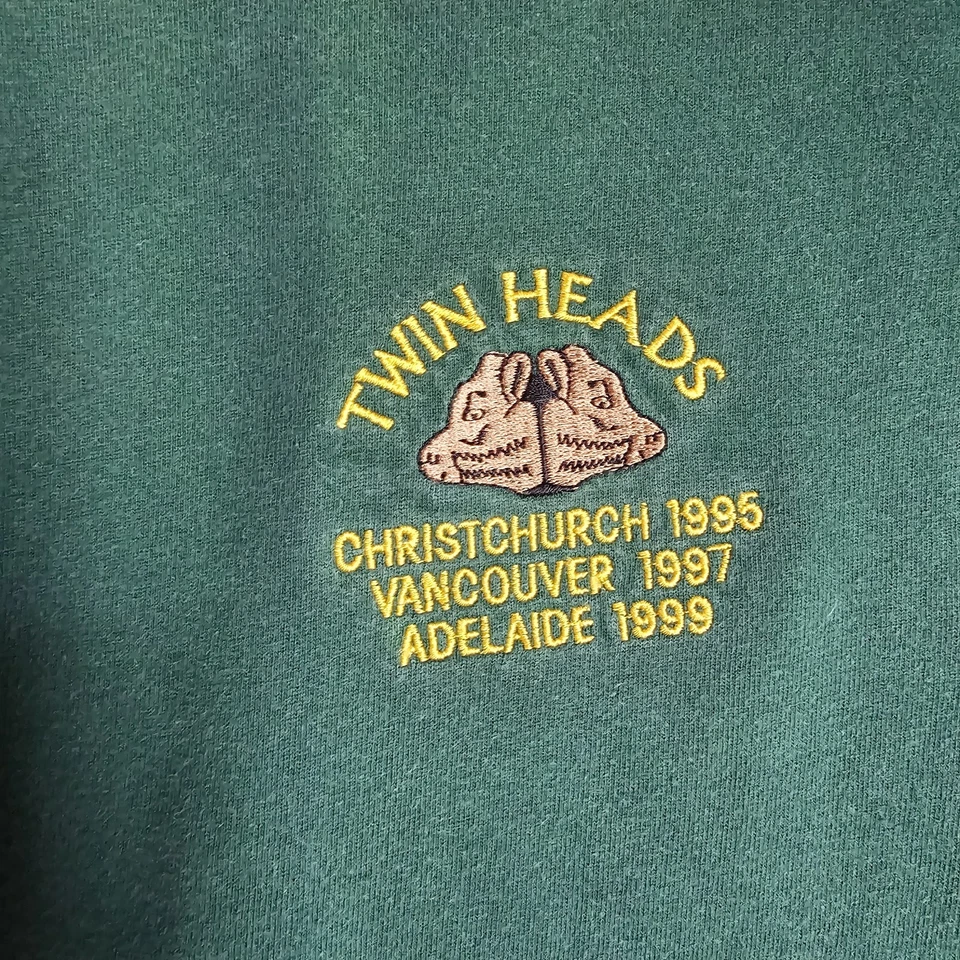 TWIN HEADS
CHRISTCHURCH 1995
VANCOUVER 1997
ADELAIDE 1999